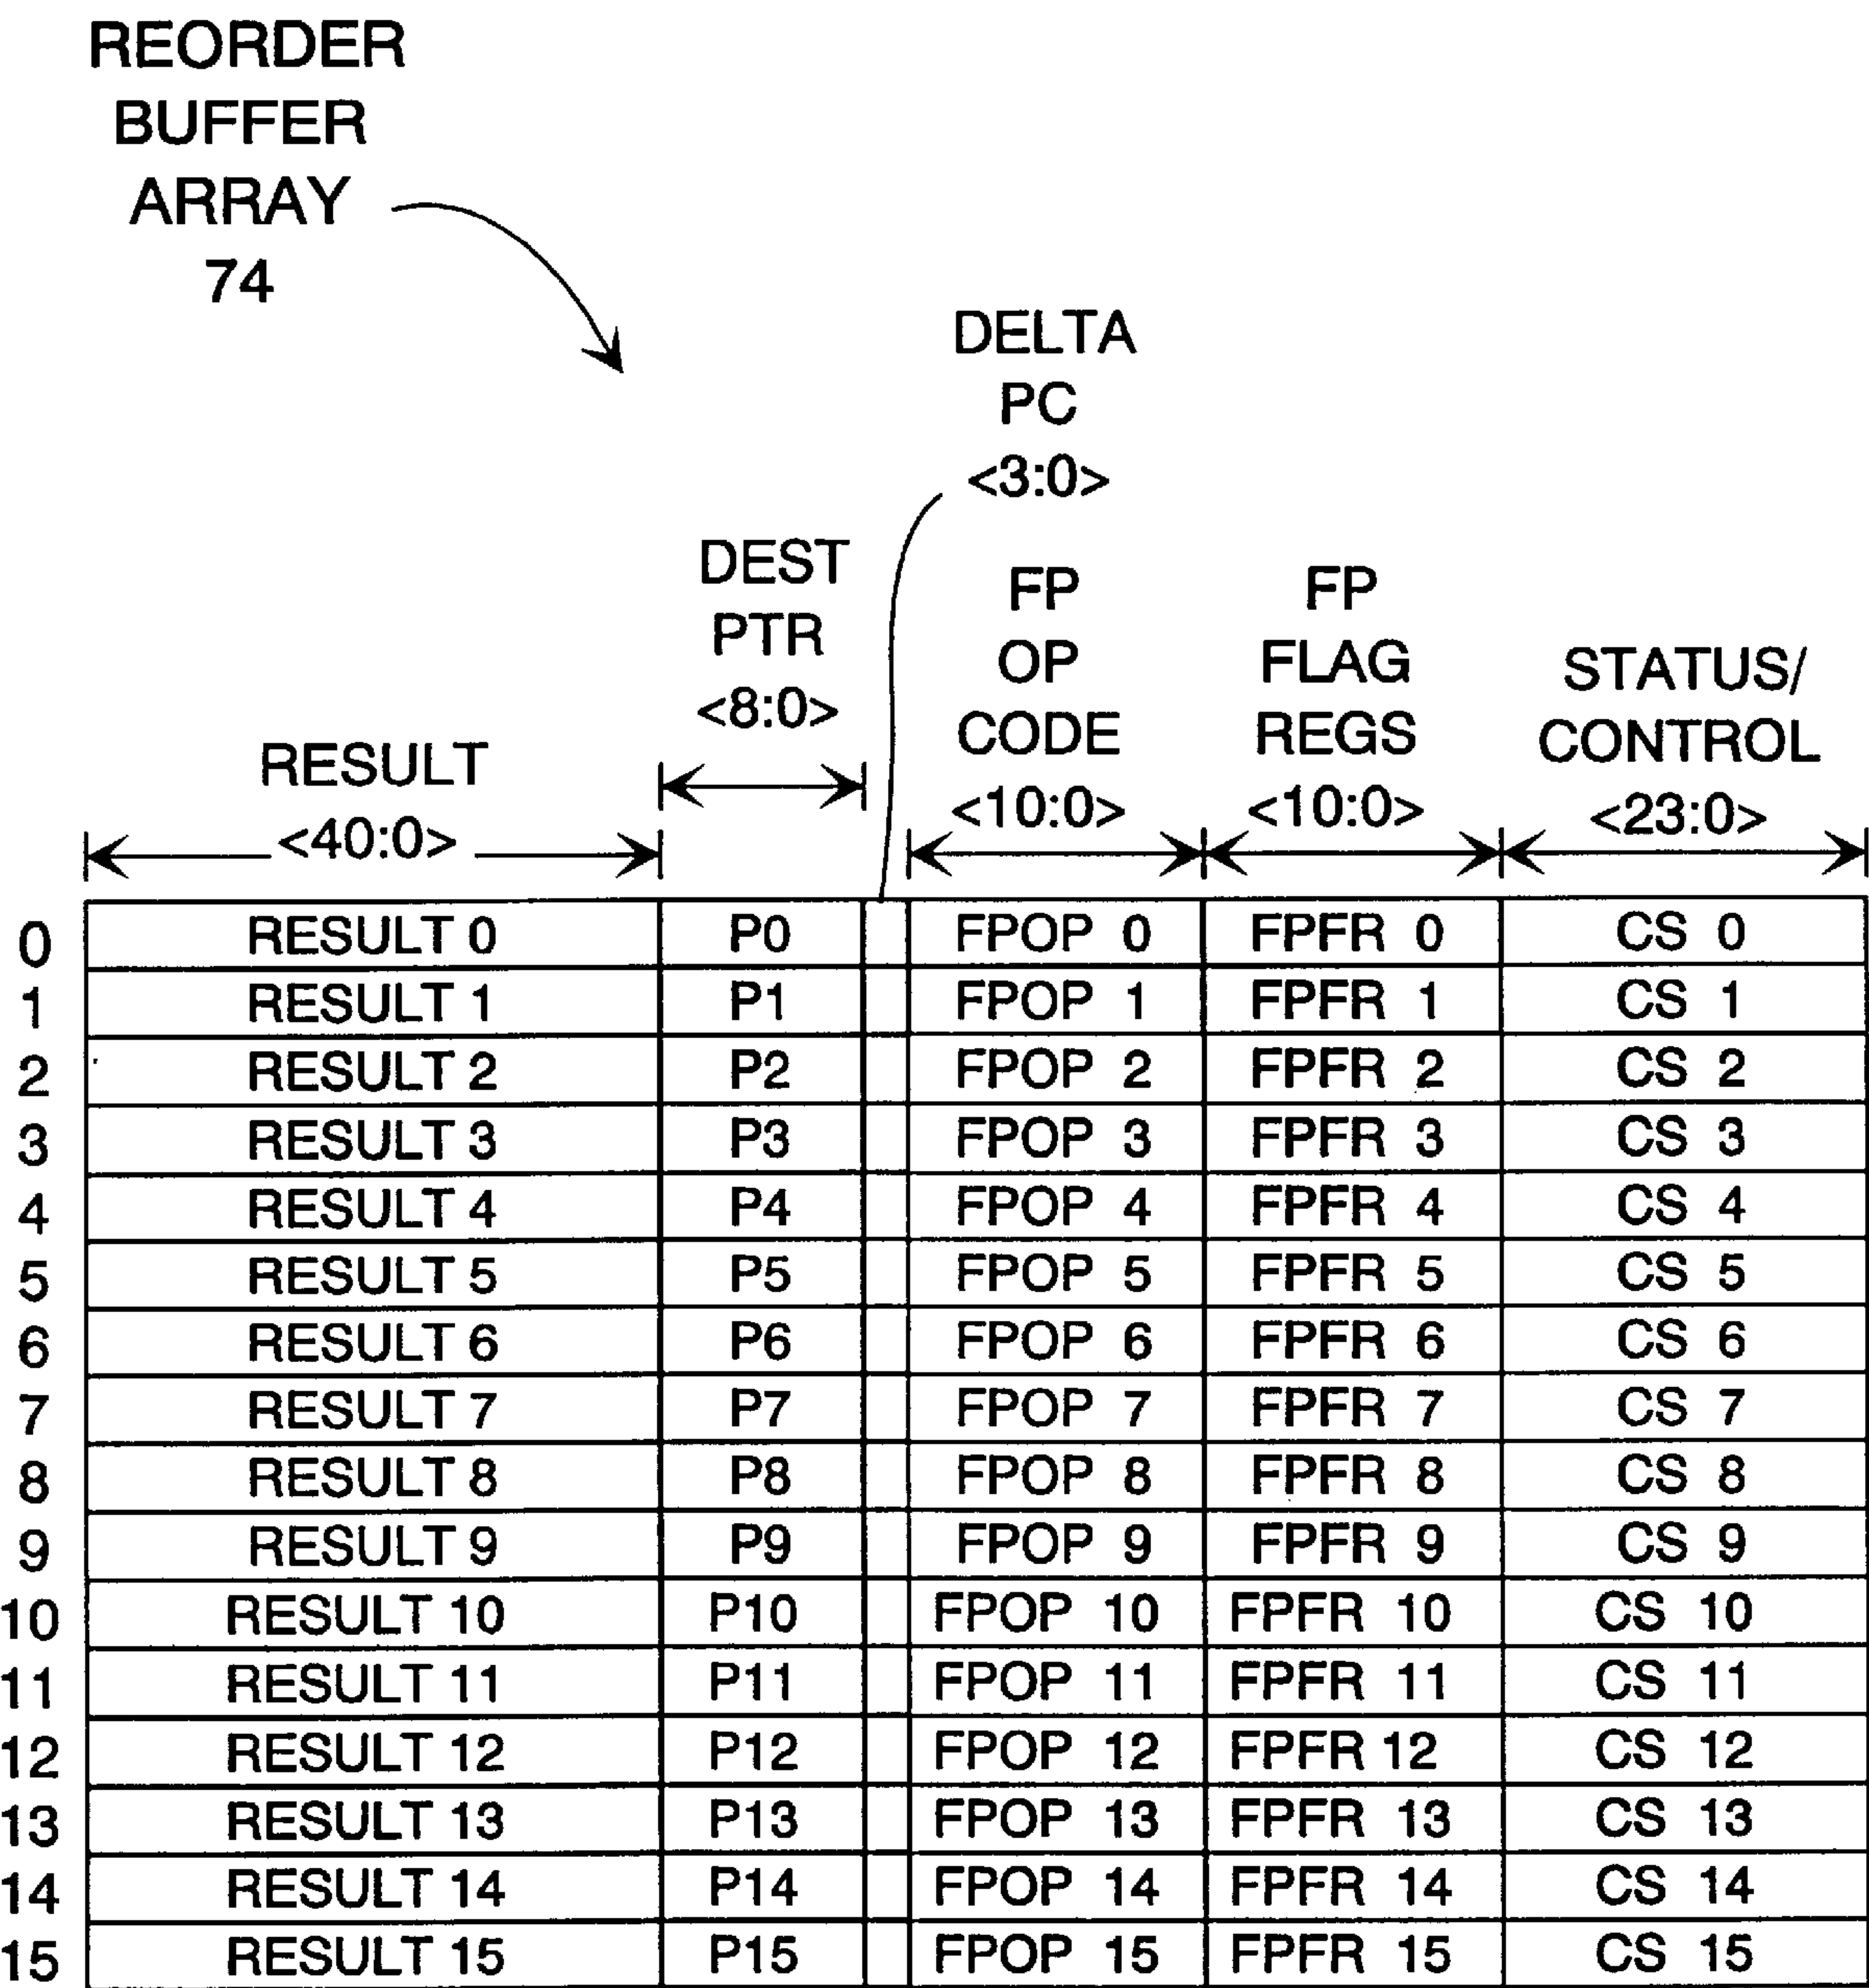 REORDER
BUFFER
ARRAY
74
DELTA
PC
<3:0>
DEST
PTR
<8:0>
FP
OP
CODE
<10:0>
FP
FLAG
REGS
<10:0>
STATUS/
CONTROL
<23:0>
RESULT
<40:0>
0 RESULT 0 P0 FPOP 0 FPFR 0 CS 0
1 RESULT 1 P1 FPOP 1 FPFR 1 CS 1
2 RESULT 2 P2 FPOP 2 FPFR 2 CS 2
3 RESULT 3 P3 FPOP 3 FPFR 3 CS 3
4 RESULT 4 P4 FPOP 4 FPFR 4 CS 4
5 RESULT 5 P5 FPOP 5 FPFR 5 CS 5
6 RESULT 6 P6 FPOP 6 FPFR 6 CS 6
7 RESULT 7 P7 FPOP 7 FPFR 7 CS 7
8 RESULT 8 P8 FPOP 8 FPFR 8 CS 8
9 RESULT 9 P9 FPOP 9 FPFR 9 CS 9
10 RESULT 10 P10 FPOP 10 FPFR 10 CS 10
11 RESULT 11 P11 FPOP 11 FPFR 11 CS 11
12 RESULT 12 P12 FPOP 12 FPFR 12 CS 12
13 RESULT 13 P13 FPOP 13 FPFR 13 CS 13
14 RESULT 14 P14 FPOP 14 FPFR 14 CS 14
15 RESULT 15 P15 FPOP 15 FPFR 15 CS 15